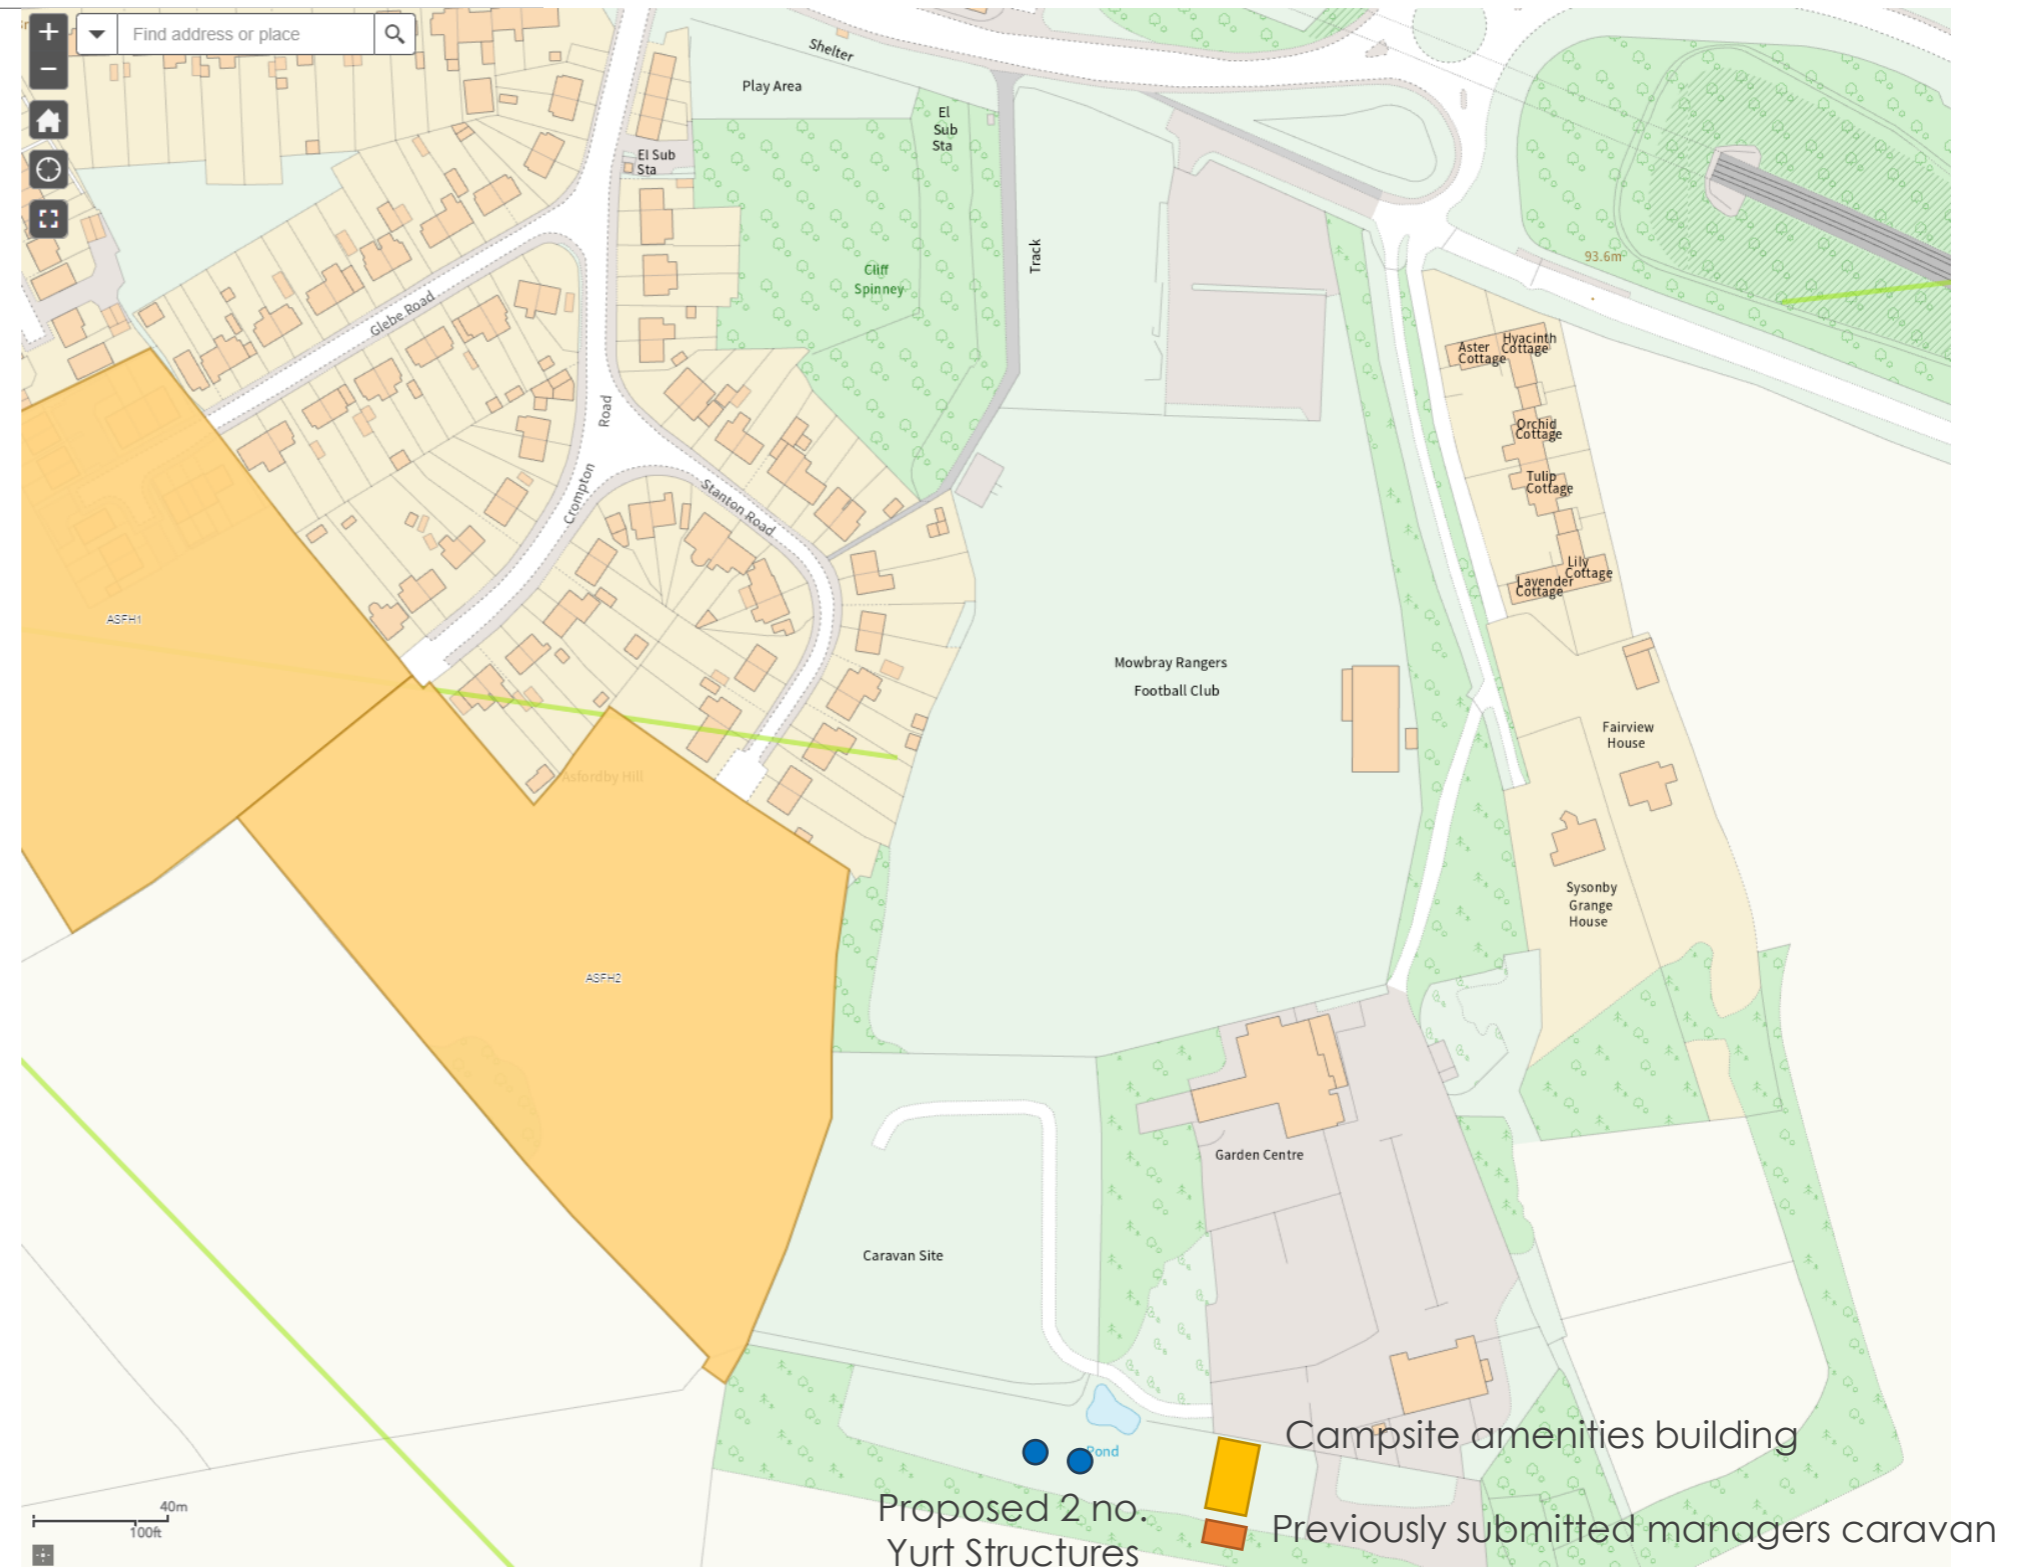 Find address or place
Shelter
Play Area
El
Sub
Sta
El Sub
Sta
Track
Cliff
Spinney
93.6m
Glebe Road
Hyacinth
Cottage
Aster
Cottage
Orchid
Cottage
Tulip
Cottage
Lily
Cottage
Lavender
Cottage
Crompton
Road
Stanton Road
ASFH1
Mowbray Rangers
Football Club
Fairview
House
Asfordby Hill
Sysonby
Grange
House
ASFH2
Garden Centre
Caravan Site
Pond
Campsite amenities building
Proposed 2 no.
Yurt Structures
Previously submitted managers caravan
40m
100ft